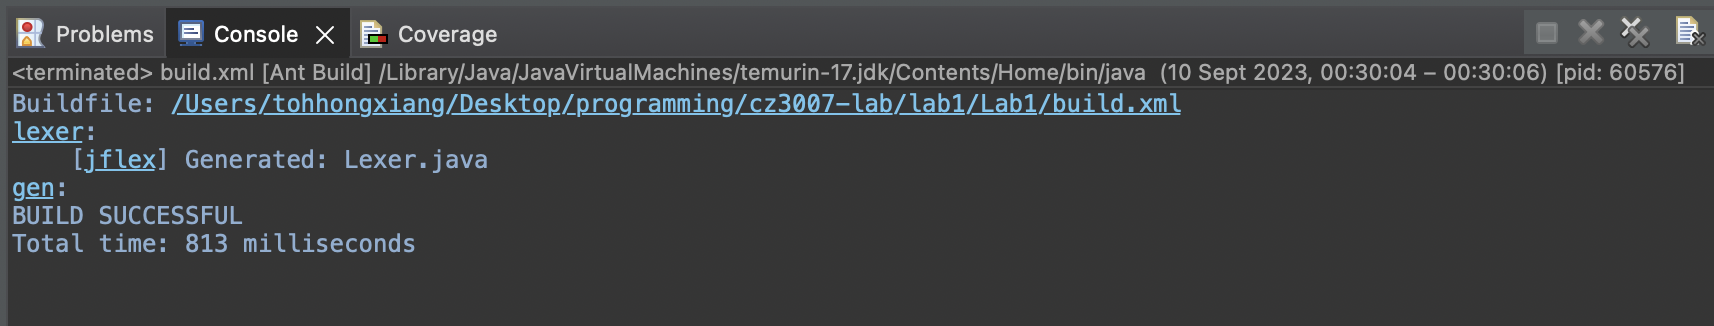 Problems Console Coverage
<terminated> build.xml [Ant Build] /Library/Java/JavaVirtualMachines/temurin-17.jdk/Contents/Home/bin/java (10 Sept 2023, 00:30:04 – 00:30:06) [pid: 60576]
Buildfile: /Users/tohhongxiang/Desktop/programming/cz3007-lab/lab1/Lab1/build.xml
lexer:
[jflex] Generated: Lexer.java
gen:
BUILD SUCCESSFUL
Total time: 813 milliseconds